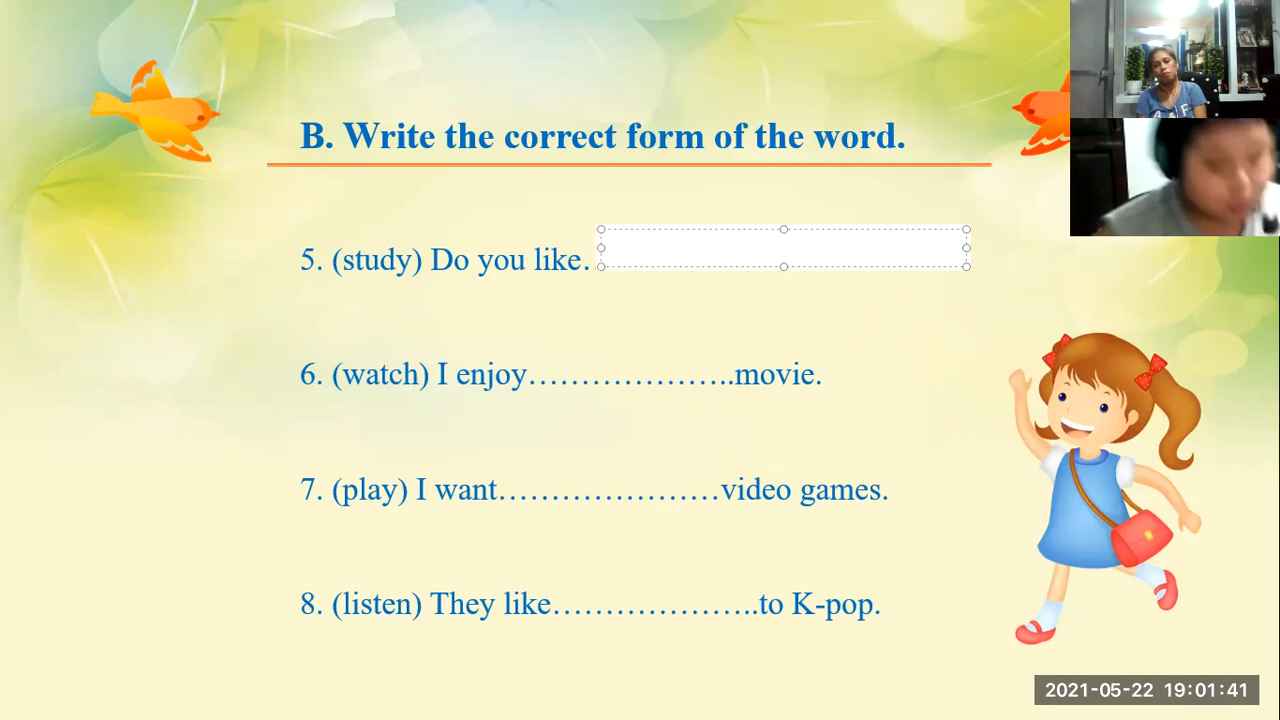 B. Write the correct form of the word.
5. (study) Do you like.
6. (watch) I enjoy…………………..movie.
7. (play) I want…………………video games.
8. (listen) They like………………..to K-pop.
2021-05-22 19:01:41